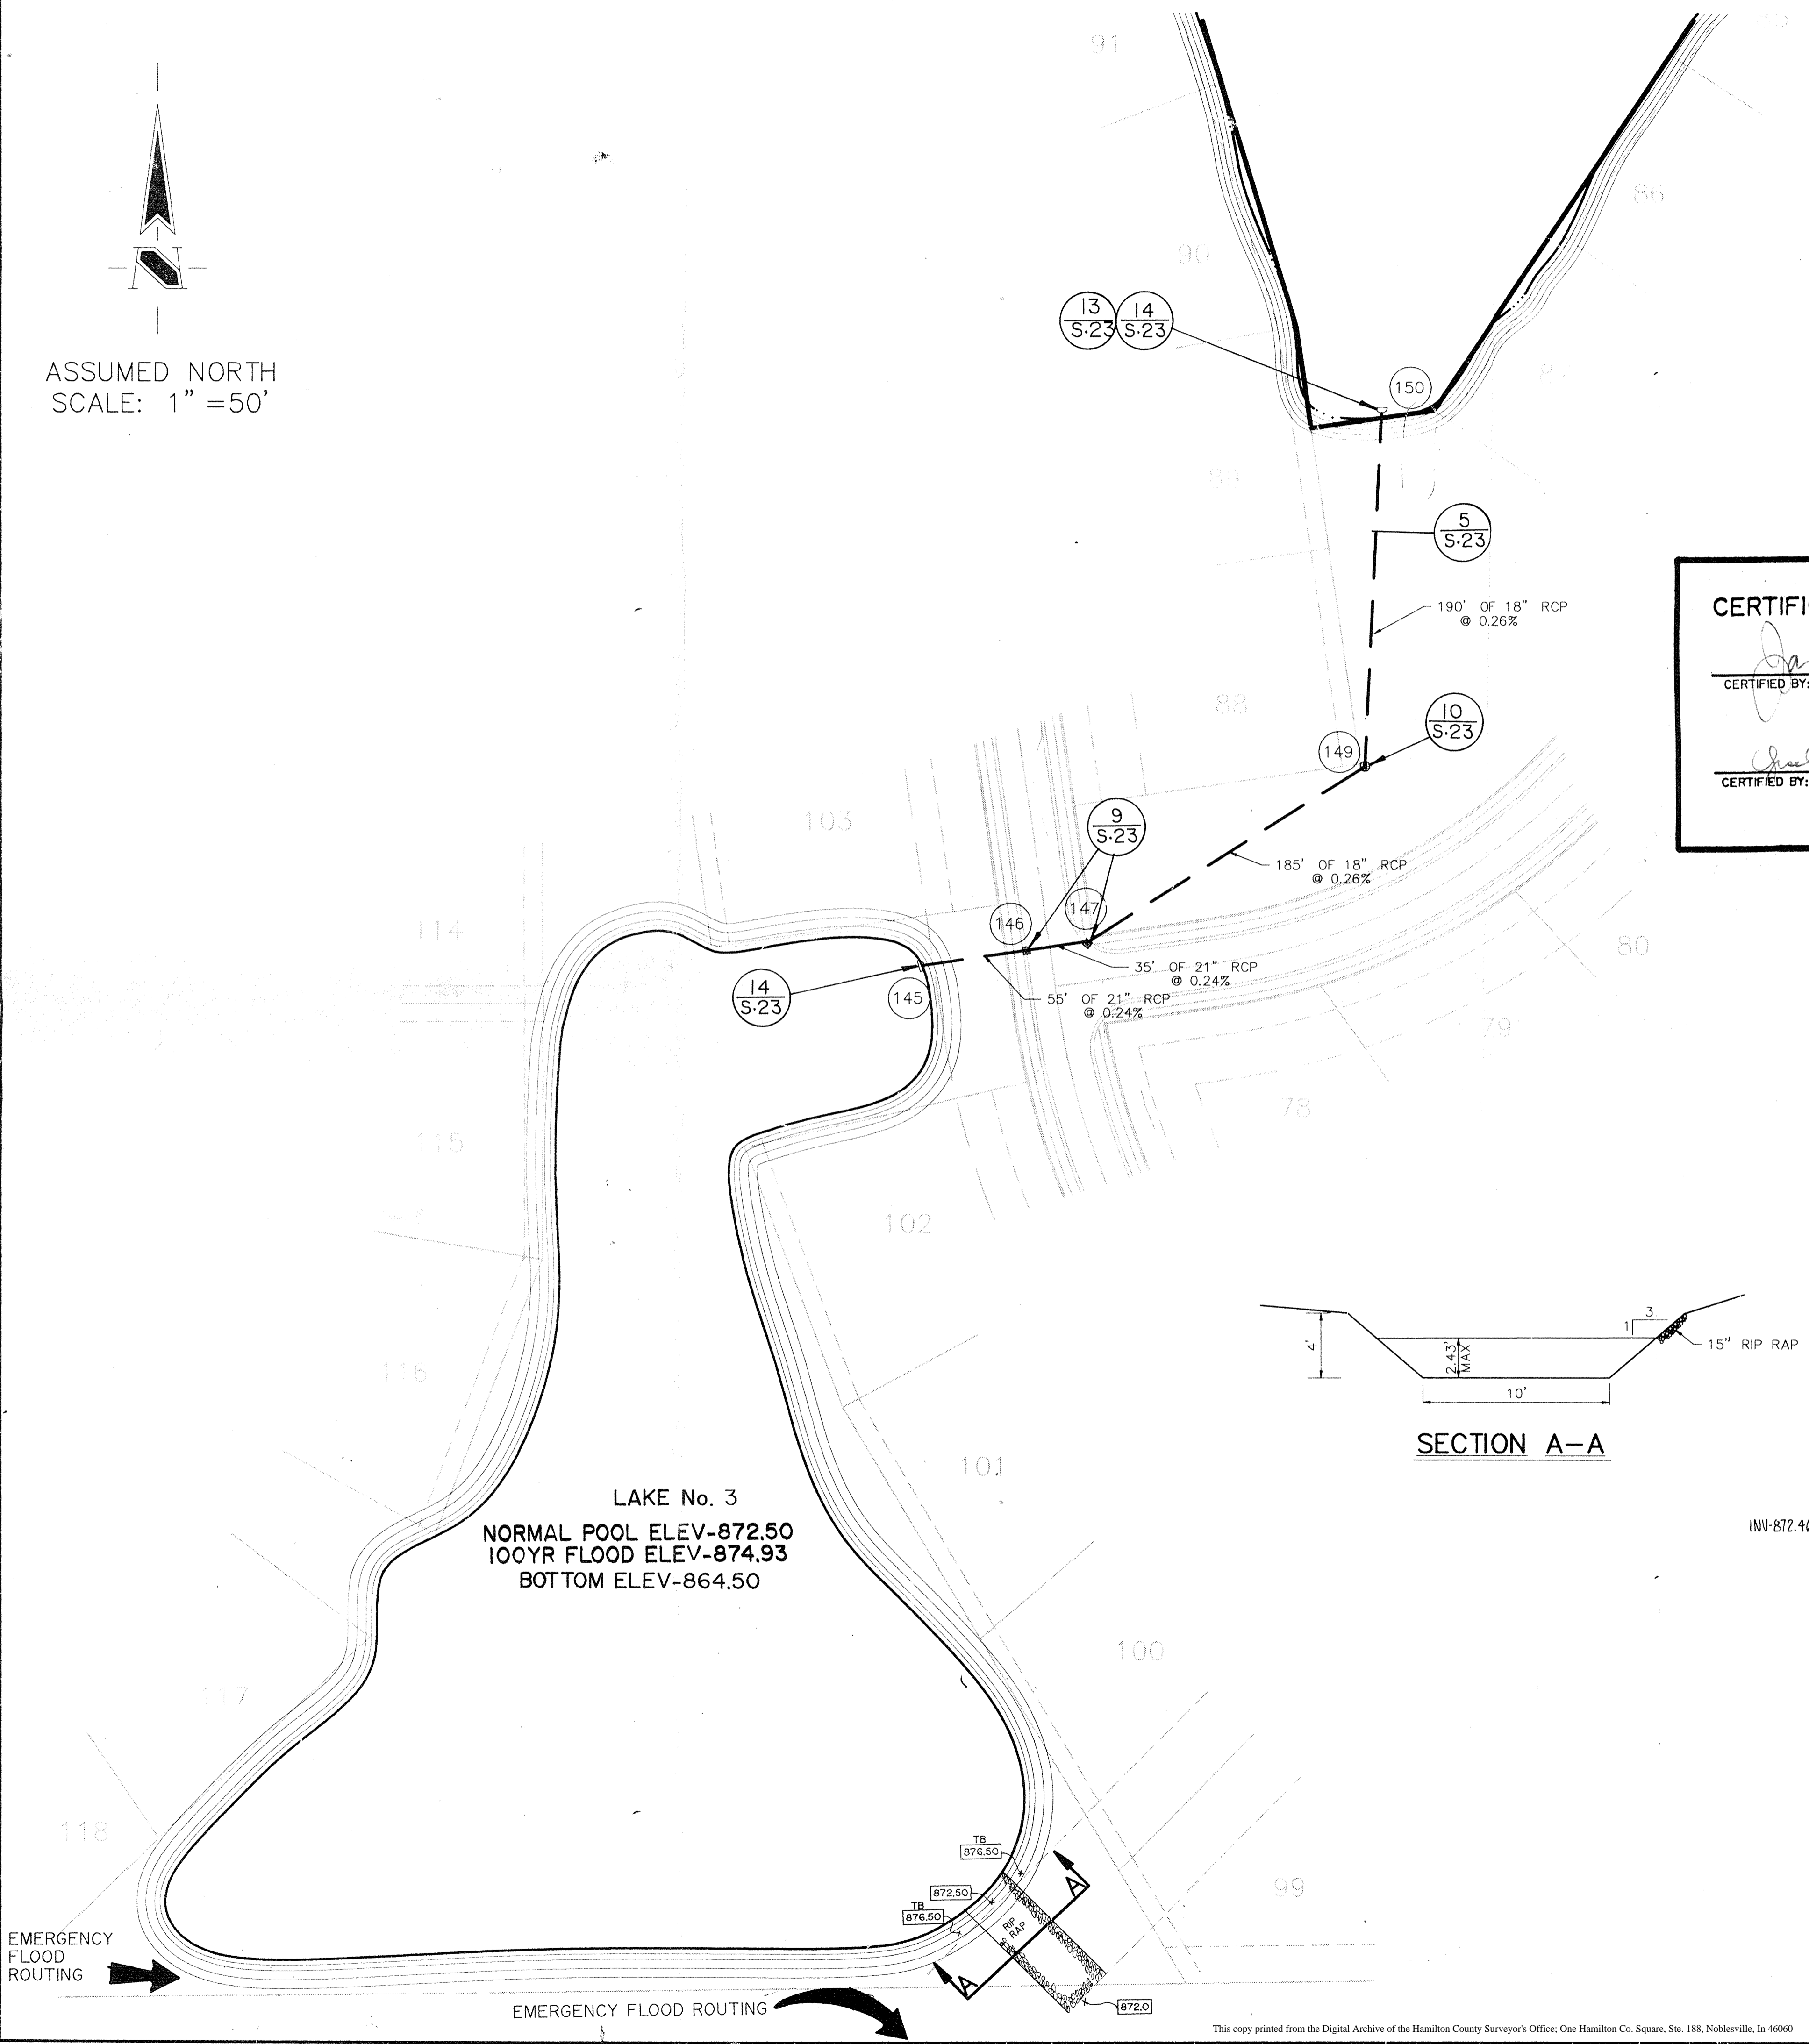 91
85
86
90
13
S·23
14
S·23
150
ASSUMED NORTH
SCALE: 1" =50'
N
87
89
5
S·23
190' OF 18" RCP
@ 0.26%
CERTIFIED BY:
88
10
S·23
149
CERTIFIED BY:
103
9
S·23
185' OF 18" RCP
@ 0.26%
114
146
147
80
35' OF 21" RCP
@ 0.24%
14
S·23
145
55' OF 21" RCP
@ 0.24%
79
78
115
102
3
1
4'
2.43'
MAX
15" RIP RAP
10'
116
SECTION A-A
101
LAKE No. 3
NORMAL POOL ELEV-872.50
100YR FLOOD ELEV-874.93
BOTTOM ELEV-864.50
INV-872.46
100
117
118
TB
876.50
A
99
872.50
TB
876.50
RIP
RAP
EMERGENCY
FLOOD
ROUTING
A
EMERGENCY FLOOD ROUTING
872.0
This copy printed from the Digital Archive of the Hamilton County Surveyor's Office; One Hamilton Co. Square, Ste. 188, Noblesville, In 46060